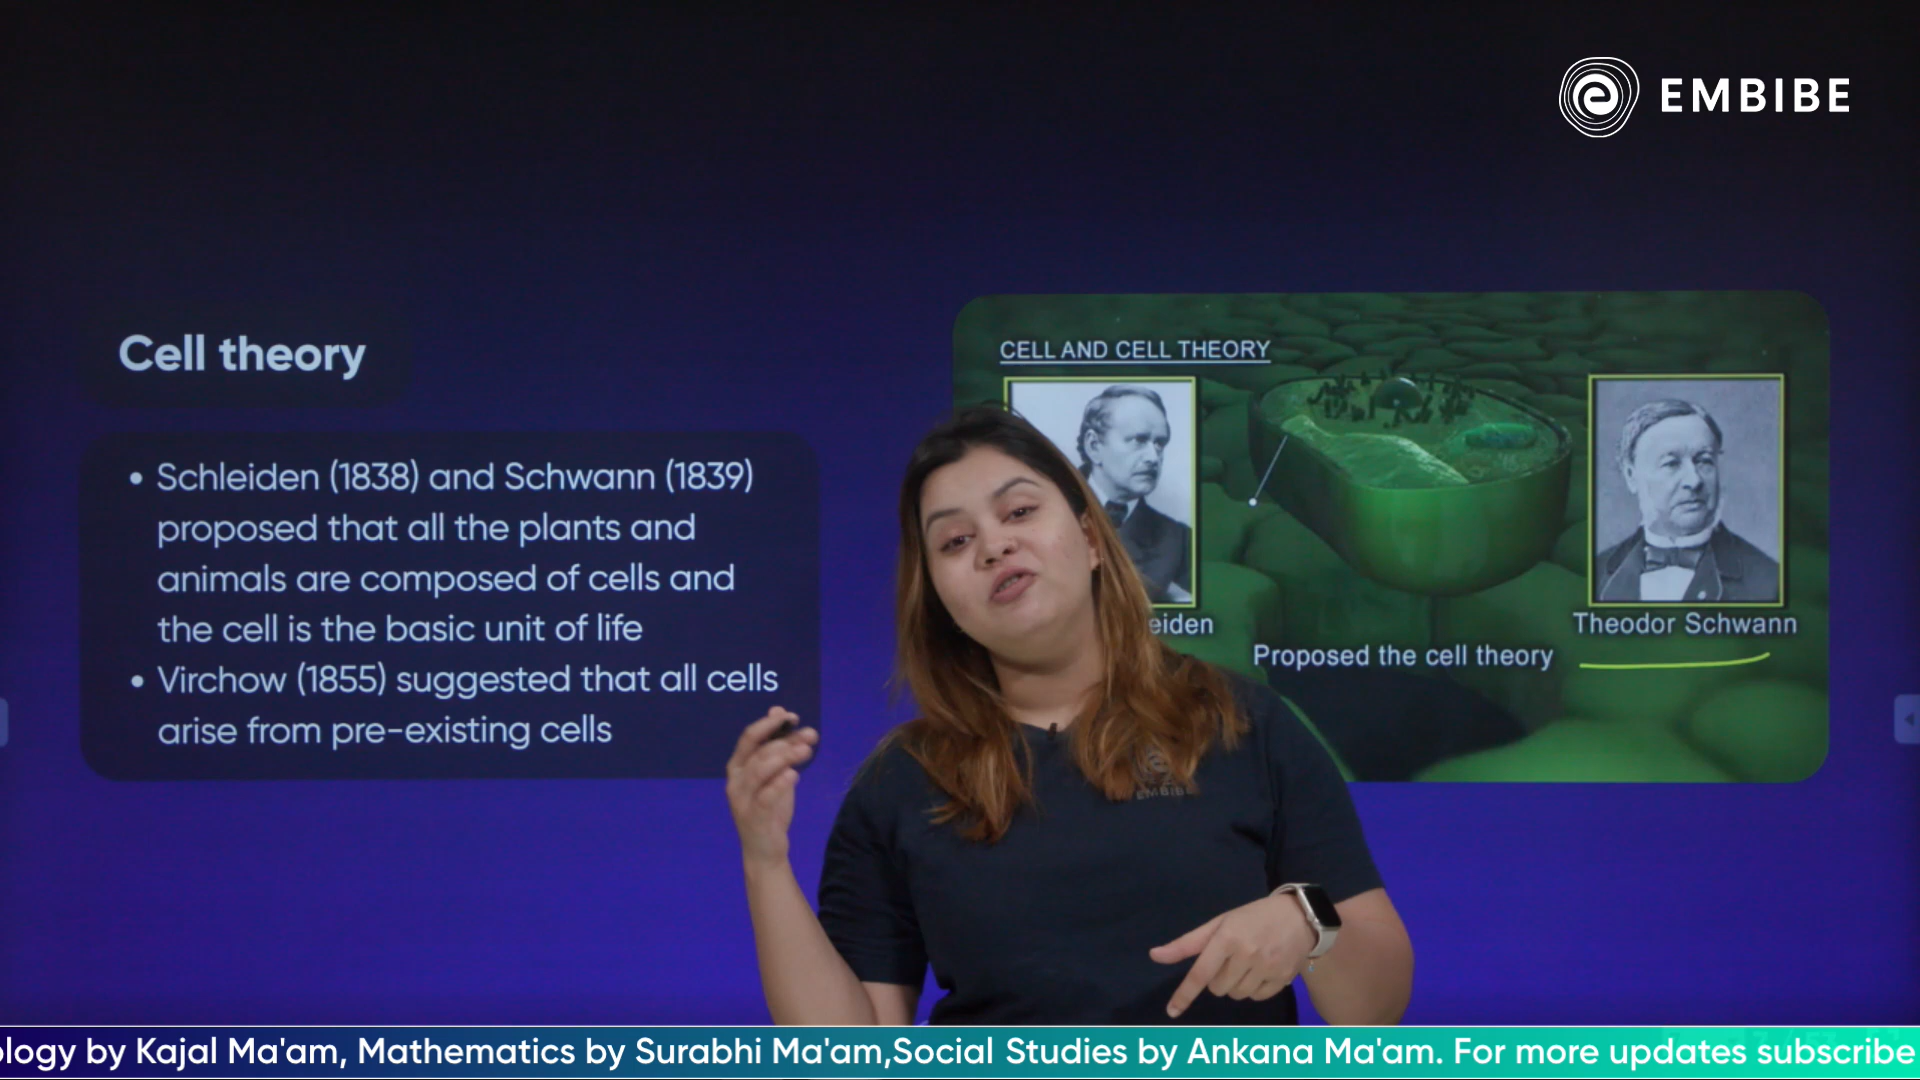 EMBIBE
Cell theory
• Schleiden (1838) and Schwann (1839)
proposed that all the plants and
animals are composed of cells and
the cell is the basic unit of life
• Virchow (1855) suggested that all cells
arise from pre-existing cells
CELL AND CELL THEORY
eiden
Theodor Schwann
Proposed the cell theory
EMBIBE
ology by Kajal Ma'am, Mathematics by Surabhi Ma'am,Social Studies by Ankana Ma'am. For more updates subscribe